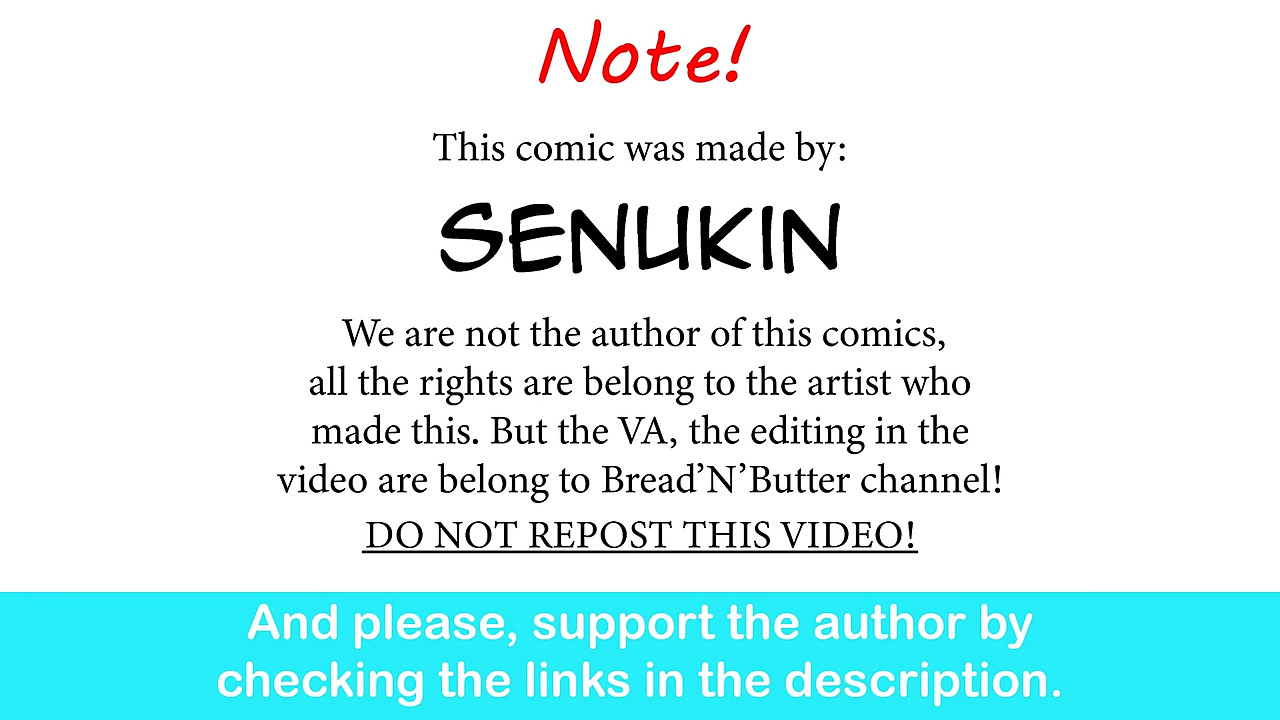 Note!
This comic was made by:
SENUKIN
We are not the author of this comics,
all the rights are belong to the artist who
made this. But the VA, the editing in the
video are belong to Bread’N’Butter channel!
DO NOT REPOST THIS VIDEO!
And please, support the author by
checking the links in the description.